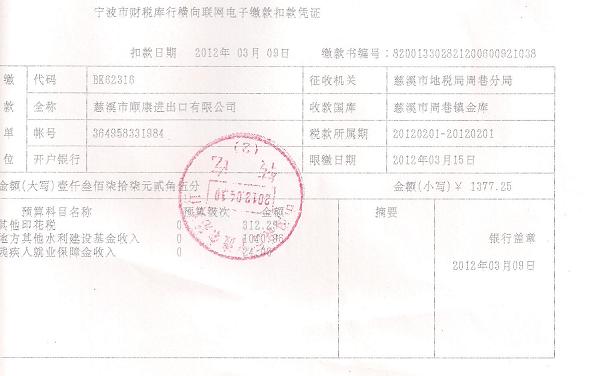 宁波市财税库行横向联网电子缴款扣款凭证
扣款日期 2012年 03月 09日 缴款书编号:820013302821200600921038
缴 代码 BK62316 征收机关 慈溪市地税局周巷分局
款 全称 慈溪市顺康进出口有限公司 收款国库 慈溪市周巷镇金库
单 帐号 364958331984 税款所属期 20120201-20120201
位 开户银行 限缴日期 2012年03月15日
金额(大写)壹仟叁佰柒拾柒元贰角伍分 金额(小写)¥ 1377.25
预算科目名称 预算级次 金额 摘要
其他印花税 0 312.29
地方其他水利建设基金收入 0 银行盖章
残疾人就业保障金收入 0
2012年03月09日
2012.04.10
(2)